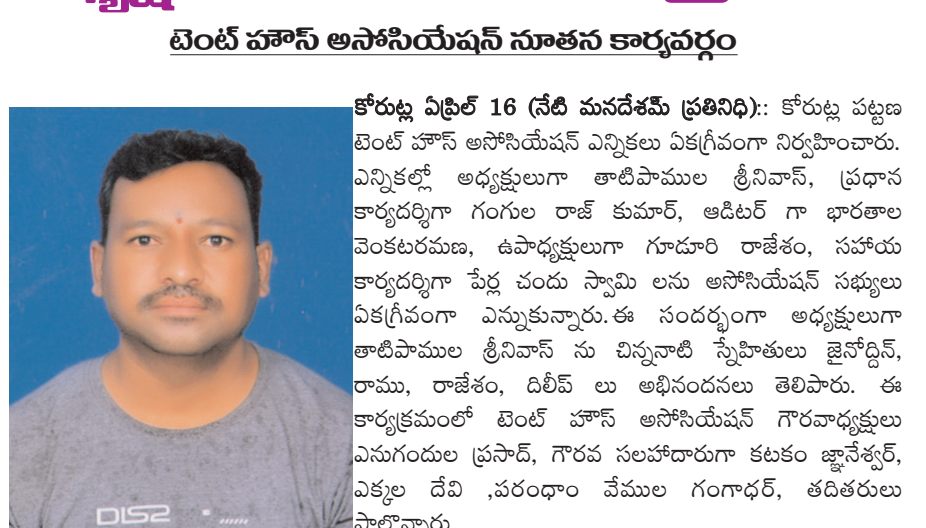 టెంట్ హౌస్ అసోసియేషన్ నూతన కార్యవర్గం
కోరుట్ల ఏప్రిల్ 16 (నేటి మనదేశమ్ ప్రతినిధి):: కోరుట్ల పట్టణ
టెంట్ హౌస్ అసోసియేషన్ ఎన్నికలు ఏకగ్రీవంగా నిర్వహించారు.
ఎన్నికల్లో అధ్యక్షులుగా తాటిపాముల శ్రీనివాస్, ప్రధాన
కార్యదర్శిగా గంగుల రాజ్ కుమార్, ఆడిటర్ గా భారతాల
వెంకటరమణ, ఉపాధ్యక్షులుగా గూడూరి రాజేశం, సహాయ
కార్యదర్శిగా పేర్ల చందు స్వామి లను అసోసియేషన్ సభ్యులు
ఏకగ్రీవంగా ఎన్నుకున్నారు.ఈ సందర్భంగా అధ్యక్షులుగా
తాటిపాముల శ్రీనివాస్ ను చిన్ననాటి స్నేహితులు జైనోద్దిన్,
రాము, రాజేశం, దిలీప్ లు అభినందనలు తెలిపారు. ఈ
కార్యక్రమంలో టెంట్ హౌస్ అసోసియేషన్ గౌరవాధ్యక్షులు
ఎనుగందుల ప్రసాద్, గౌరవ సలహాదారుగా కటకం జ్ఞానేశ్వర్,
ఎక్కల దేవి ,పరంధాం వేముల గంగాధర్, తదితరులు
పాల్గొన్నారు
DLS2